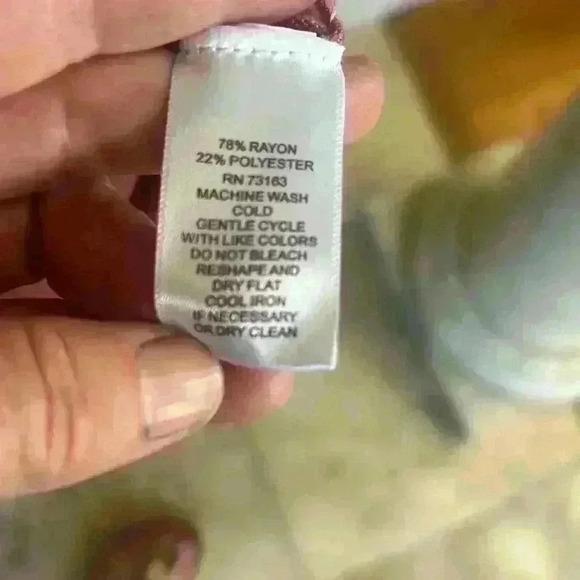 78% RAYON
22% POLYESTER
RN 73163
MACHINE WASH
COLD
GENTLE CYCLE
WITH LIKE COLORS
DO NOT BLEACH
RESHAPE AND
DRY FLAT
COOL IRON
IF NECESSARY
OR DRY CLEAN